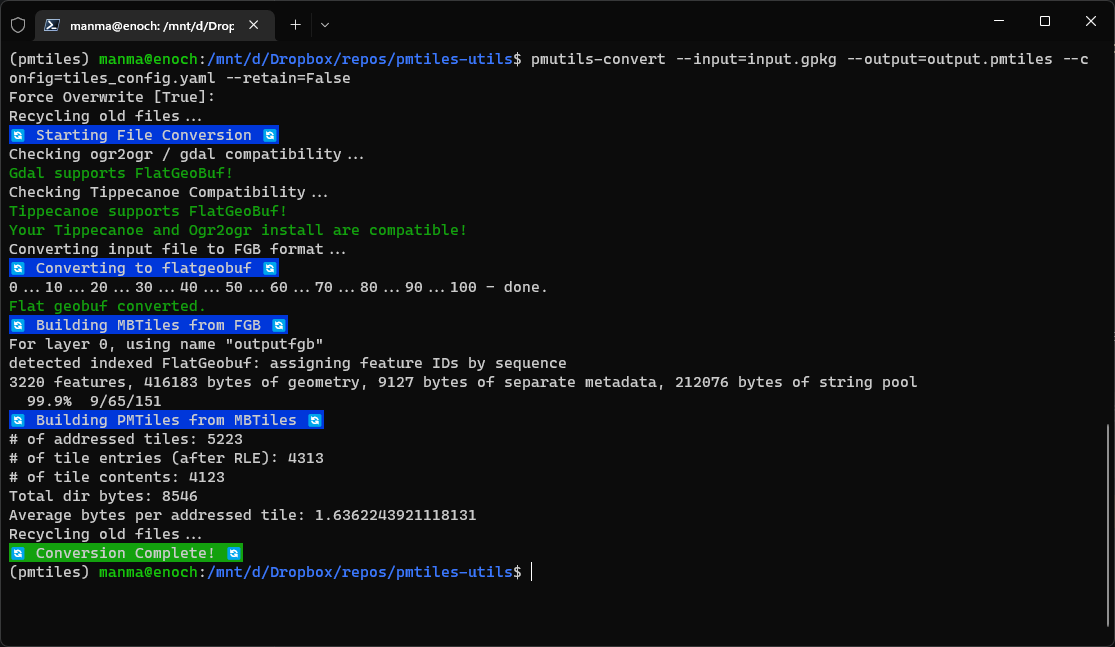 manma@enoch: /mnt/d/Drop
(pmtiles) manma@enoch:/mnt/d/Dropbox/repos/pmtiles-utils$ pmutils-convert --input=input.gpkg --output=output.pmtiles --c
onfig=tiles_config.yaml --retain=False
Force Overwrite [True]:
Recycling old files...
Starting File Conversion
Checking ogr2ogr / gdal compatibility...
Gdal supports FlatGeoBuf!
Checking Tippecanoe Compatibility...
Tippecanoe supports FlatGeoBuf!
Your Tippecanoe and Ogr2ogr install are compatible!
Converting input file to FGB format...
Converting to flatgeobuf
0...10...20...30...40...50...60...70...80...90...100 - done.
Flat geobuf converted.
Building MBTiles from FGB
For layer 0, using name "outputfgb"
detected indexed FlatGeobuf: assigning feature IDs by sequence
3220 features, 416183 bytes of geometry, 9127 bytes of separate metadata, 212076 bytes of string pool
99.9% 9/65/151
Building PMTiles from MBTiles
# of addressed tiles: 5223
# of tile entries (after RLE): 4313
# of tile contents: 4123
Total dir bytes: 8546
Average bytes per addressed tile: 1.6362243921118131
Recycling old files...
Conversion Complete!
(pmtiles) manma@enoch:/mnt/d/Dropbox/repos/pmtiles-utils$